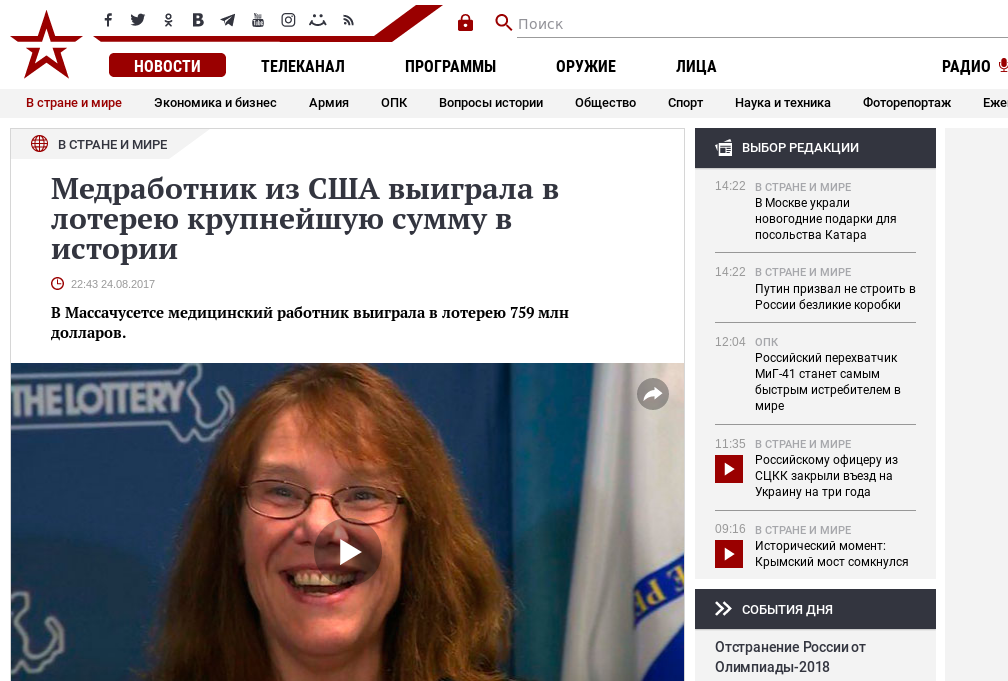 Поиск
НОВОСТИ
ТЕЛЕКАНАЛ
ПРОГРАММЫ
ОРУЖИЕ
ЛИЦА
РАДИО
В стране и мире
Экономика и бизнес
Армия
ОПК
Вопросы истории
Общество
Спорт
Наука и техника
Фоторепортаж
В СТРАНЕ И МИРЕ
Медработник из США выиграла в
лотерею крупнейшую сумму в
истории
22:43 24.08.2017
В Массачусетсе медицинский работник выиграла в лотерею 759 млн
долларов.
THE LOTTERY
ВЫБОР РЕДАКЦИИ
14:22 В СТРАНЕ И МИРЕ
В Москве украли
новогодние подарки для
посольства Катара
14:22 В СТРАНЕ И МИРЕ
Путин призвал не строить в
России безликие коробки
12:04 ОПК
Российский перехватчик
МиГ-41 станет самым
быстрым истребителем в
мире
11:35 В СТРАНЕ И МИРЕ
Российскому офицеру из
СЦКК закрыли въезд на
Украину на три года
09:16 В СТРАНЕ И МИРЕ
Исторический момент:
Крымский мост сомкнулся
СОБЫТИЯ ДНЯ
Отстранение России от
Олимпиады-2018